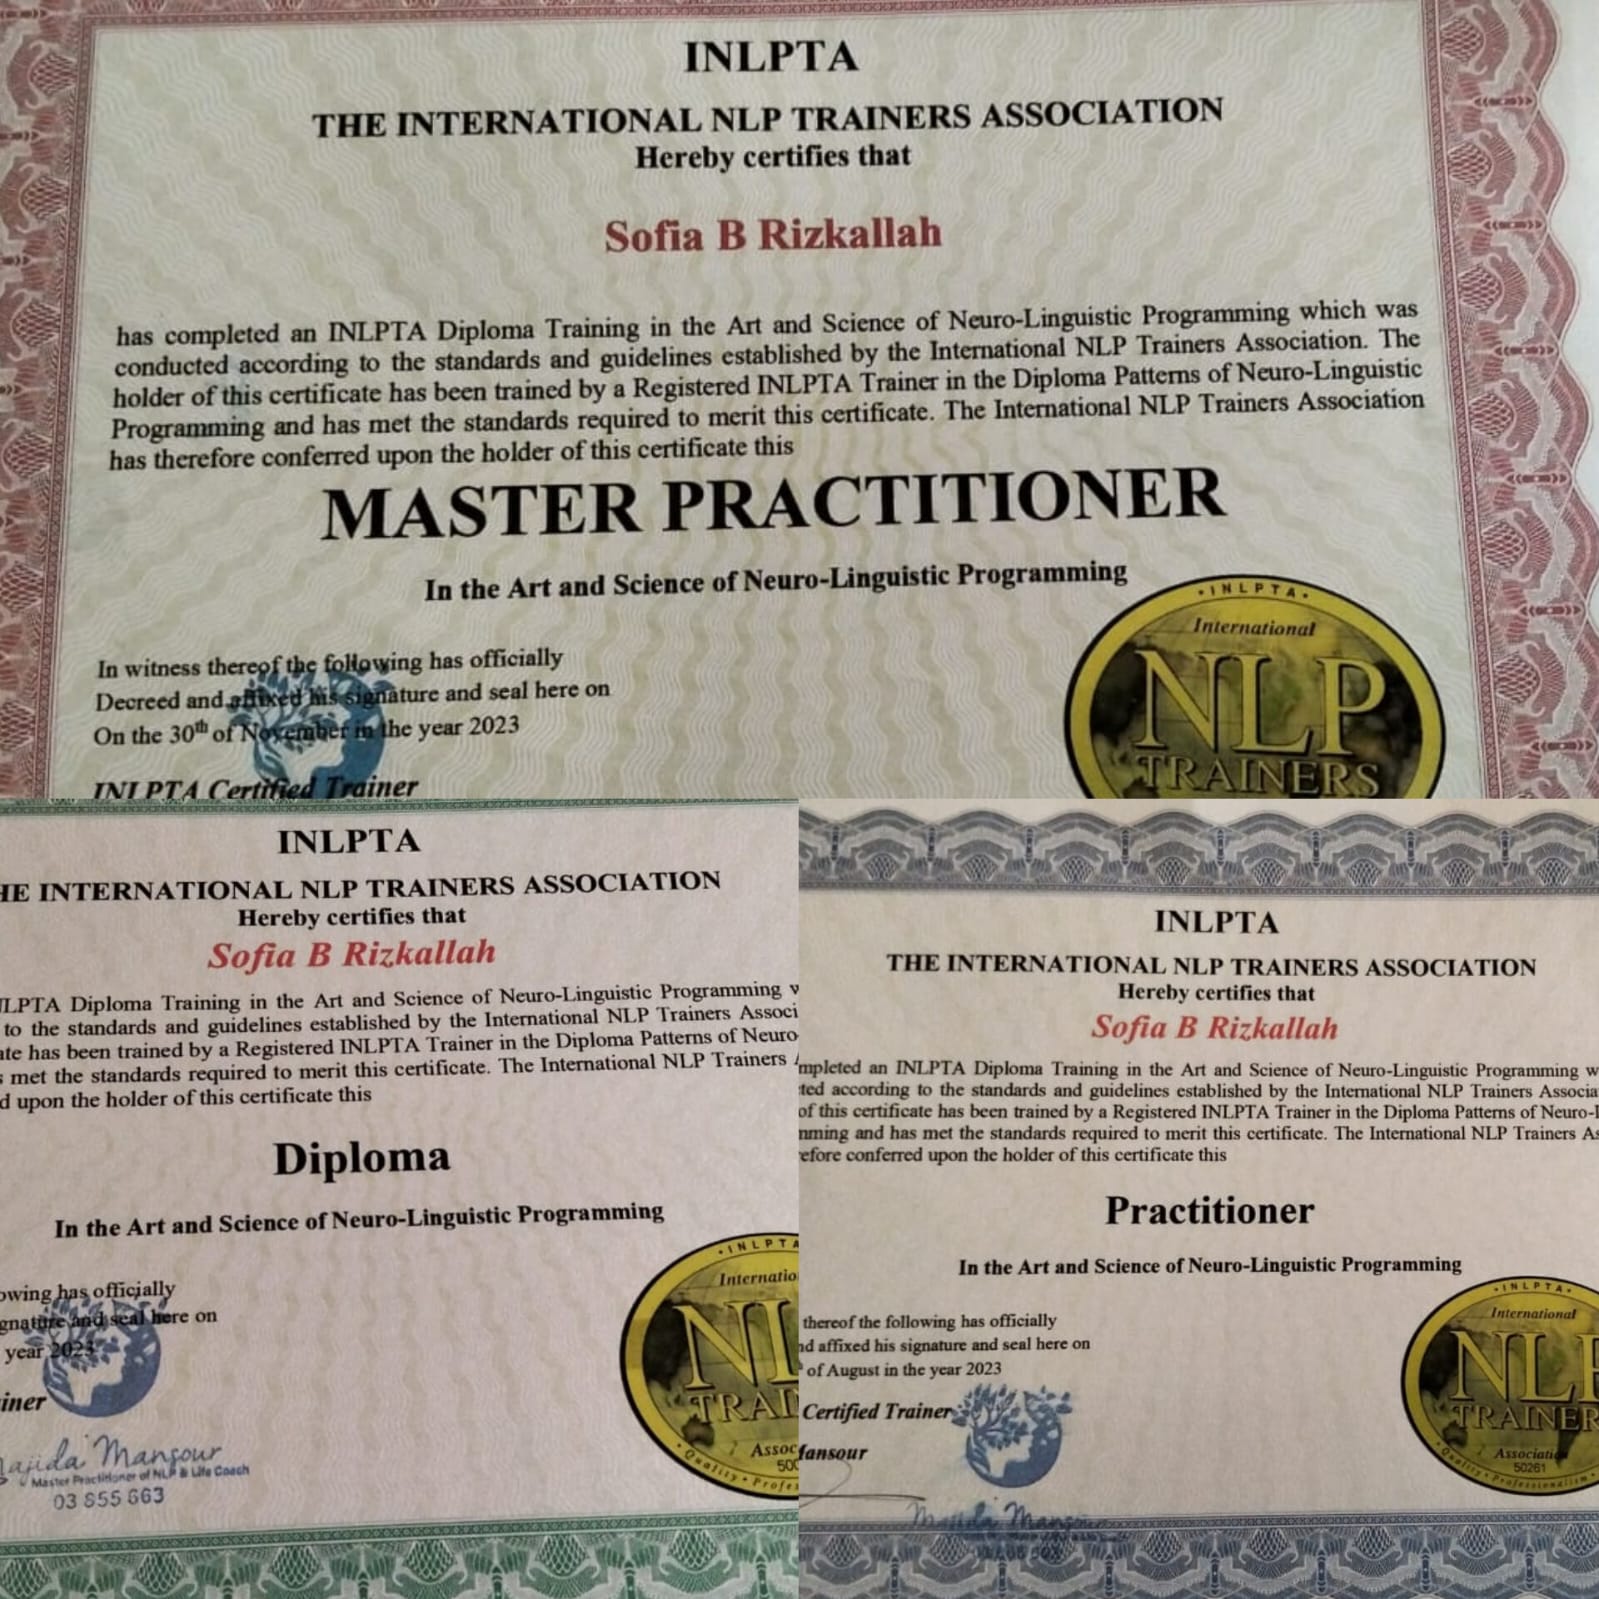 INLPTA
THE INTERNATIONAL NLP TRAINERS ASSOCIATION
Hereby certifies that
Sofia B Rizkallah
has completed an INLPTA Diploma Training in the Art and Science of Neuro-Linguistic Programming which was
conducted according to the standards and guidelines established by the International NLP Trainers Association. The
holder of this certificate has been trained by a Registered INLPTA Trainer in the Diploma Patterns of Neuro-Linguistic
Programming and has met the standards required to merit this certificate. The International NLP Trainers Association
has therefore conferred upon the holder of this certificate this
MASTER PRACTITIONER
In the Art and Science of Neuro-Linguistic Programming
In witness thereof the following has officially
Decreed and affixed his signature and seal here on
On the 30th of November in the year 2023
INLPTA Certified Trainer
INLPTA
International
NLP
TRAINERS
INLPTA
HE INTERNATIONAL NLP TRAINERS ASSOCIATION
Hereby certifies that
Sofia B Rizkallah
NLPTA Diploma Training in the Art and Science of Neuro-Linguistic Programming w
to the standards and guidelines established by the International NLP Trainers Associ
ate has been trained by a Registered INLPTA Trainer in the Diploma Patterns of Neuro-
s met the standards required to merit this certificate. The International NLP Trainers A
d upon the holder of this certificate this
Diploma
In the Art and Science of Neuro-Linguistic Programming
owing has officially
gnature and seal here on
year 2023
iner
Majida Mansour
Master Practitioner of NLP & Life Coach
03 855 663
INLPTA
Internatio
NL
TRAI
Assoc
500
Quality • Profes
INLPTA
THE INTERNATIONAL NLP TRAINERS ASSOCIATION
Hereby certifies that
Sofia B Rizkallah
mpleted an INLPTA Diploma Training in the Art and Science of Neuro-Linguistic Programming w
ted according to the standards and guidelines established by the International NLP Trainers Associa
of this certificate has been trained by a Registered INLPTA Trainer in the Diploma Patterns of Neuro-L
mming and has met the standards required to merit this certificate. The International NLP Trainers As
efore conferred upon the holder of this certificate this
Practitioner
In the Art and Science of Neuro-Linguistic Programming
thereof the following has officially
nd affixed his signature and seal here on
of August in the year 2023
Certified Trainer
Mansour
Majida Mansour
INLPTA
International
NLP
TRAINERS
Associatio
50261
Quality • Professionalism